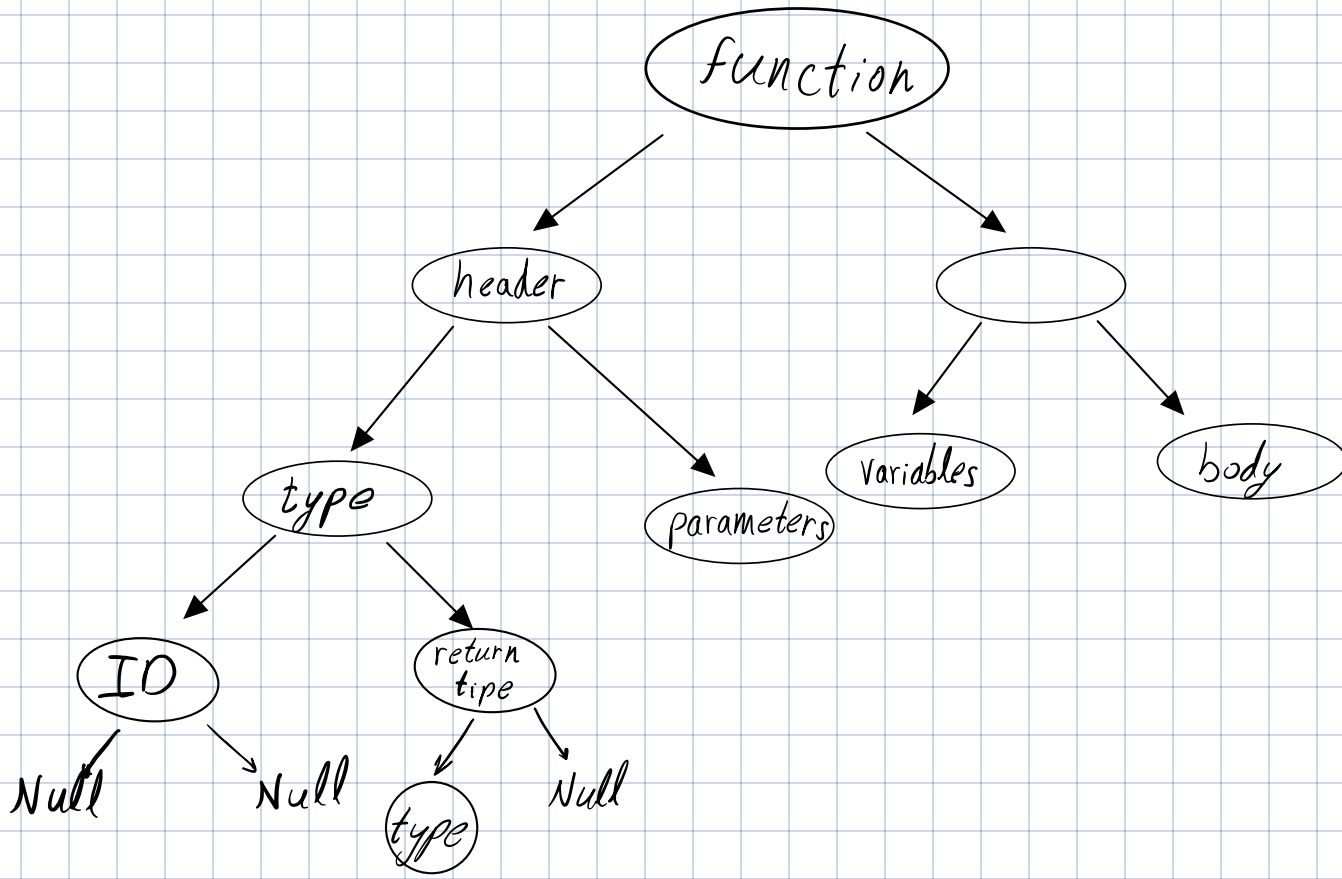 function
header
type
parameters
variables
body
ID
return
tipe
Null
Null
type
Null